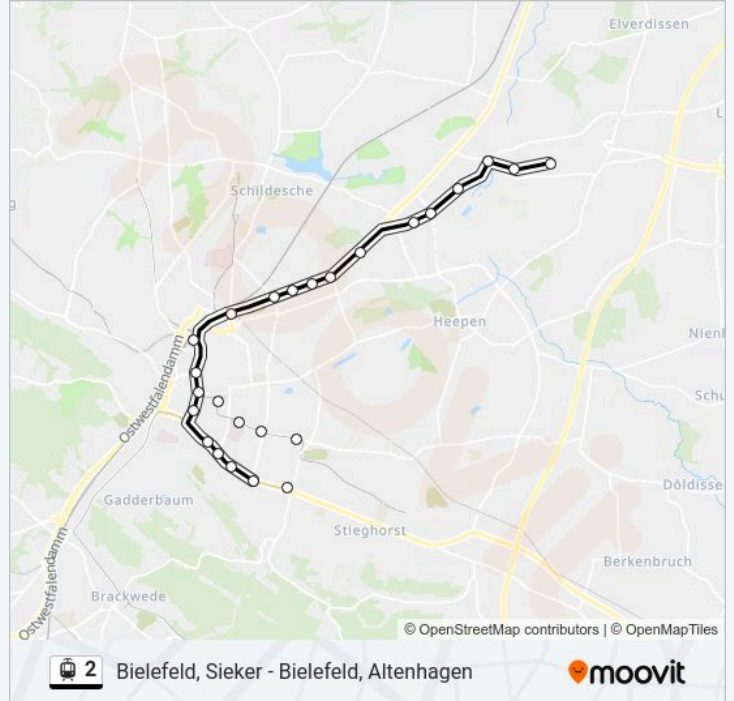 Elverdissen
L
Schildesche
g
Heepen
Nienh
Ostwestfalendamm
Schu
Gadderbaum
Döldisse
Stieghorst
Berkenbruch
Ostwestfalendamm
Brackwede
© OpenStreetMap contributors | © OpenMapTiles
2 Bielefeld, Sieker - Bielefeld, Altenhagen
moovit